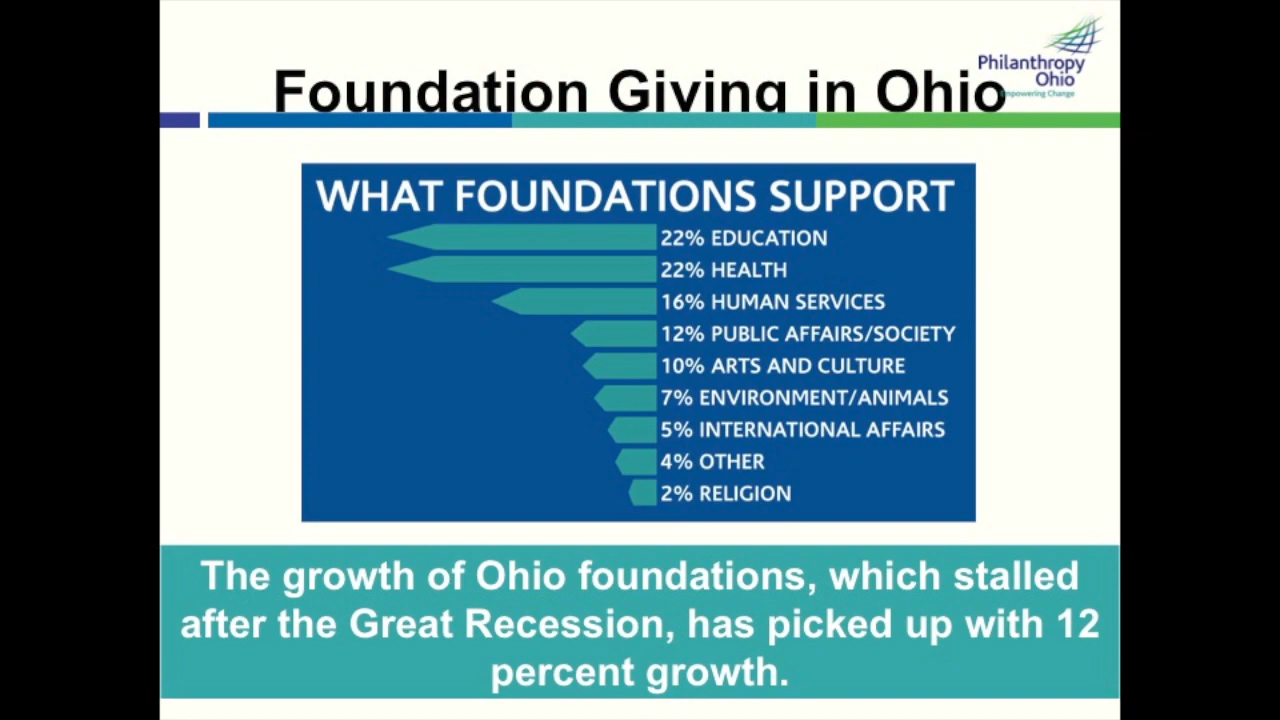 Philanthropy
Ohio
Empowering Change
Foundation Giving in Ohio
WHAT FOUNDATIONS SUPPORT
22% EDUCATION
22% HEALTH
16% HUMAN SERVICES
12% PUBLIC AFFAIRS/SOCIETY
10% ARTS AND CULTURE
7% ENVIRONMENT/ANIMALS
5% INTERNATIONAL AFFAIRS
4% OTHER
2% RELIGION
The growth of Ohio foundations, which stalled
after the Great Recession, has picked up with 12
percent growth.